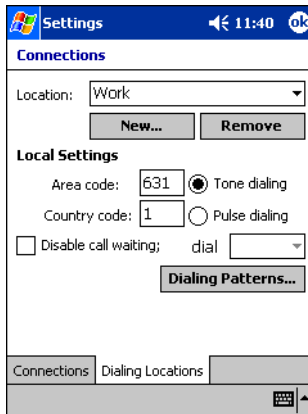 Settings 11:40 ok
Connections
Location: Work
New... Remove
Local Settings
Area code: 631 Tone dialing
Country code: 1 Pulse dialing
Disable call waiting; dial
Dialing Patterns...
Connections Dialing Locations